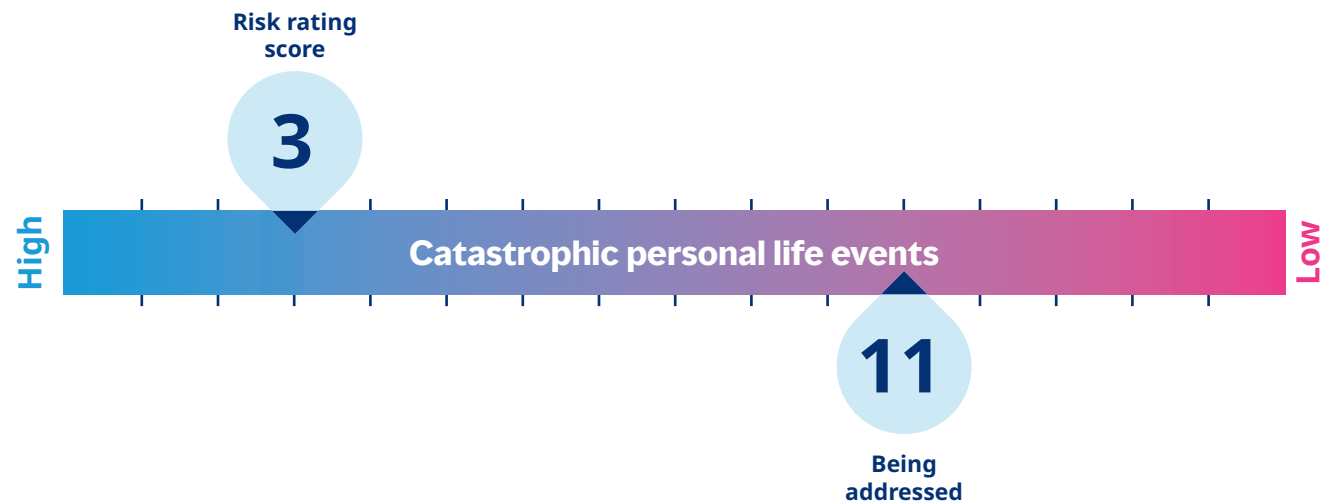 Risk rating
score
3
High
Catastrophic personal life events
Low
11
Being
addressed